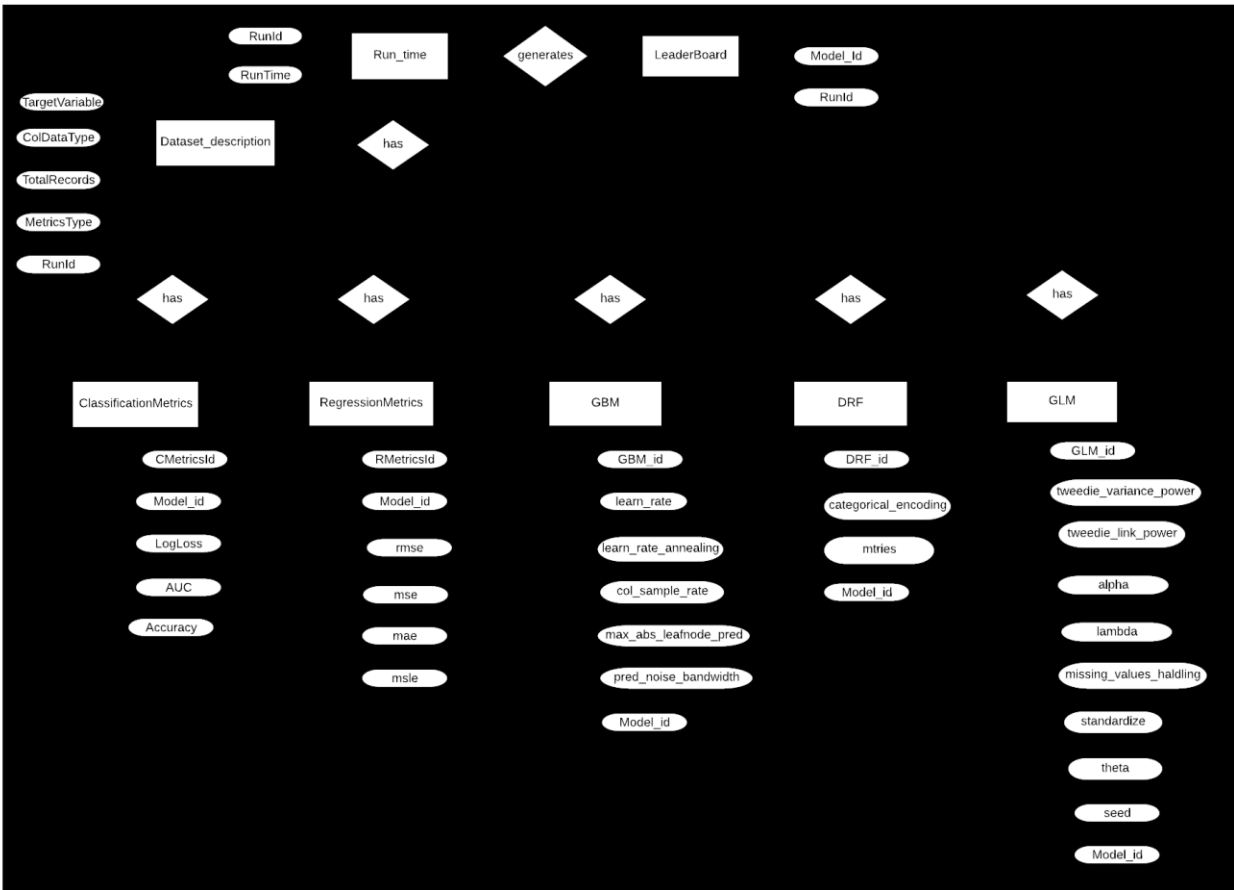 RunId
Run_time
generates
LeaderBoard
Model_Id
RunTime
RunId
TargetVariable
ColDataType
Dataset_description
has
TotalRecords
MetricsType
RunId
has
has
has
has
has
ClassificationMetrics
RegressionMetrics
GBM
DRF
GLM
CMetricsId
Model_id
LogLoss
AUC
Accuracy
RMetricsId
Model_id
rmse
mse
mae
msle
GBM_id
learn_rate
learn_rate_annealing
col_sample_rate
max_abs_leafnode_pred
pred_noise_bandwidth
Model_id
DRF_id
categorical_encoding
mtries
Model_id
GLM_id
tweedie_variance_power
tweedie_link_power
alpha
lambda
missing_values_haldling
standardize
theta
seed
Model_id